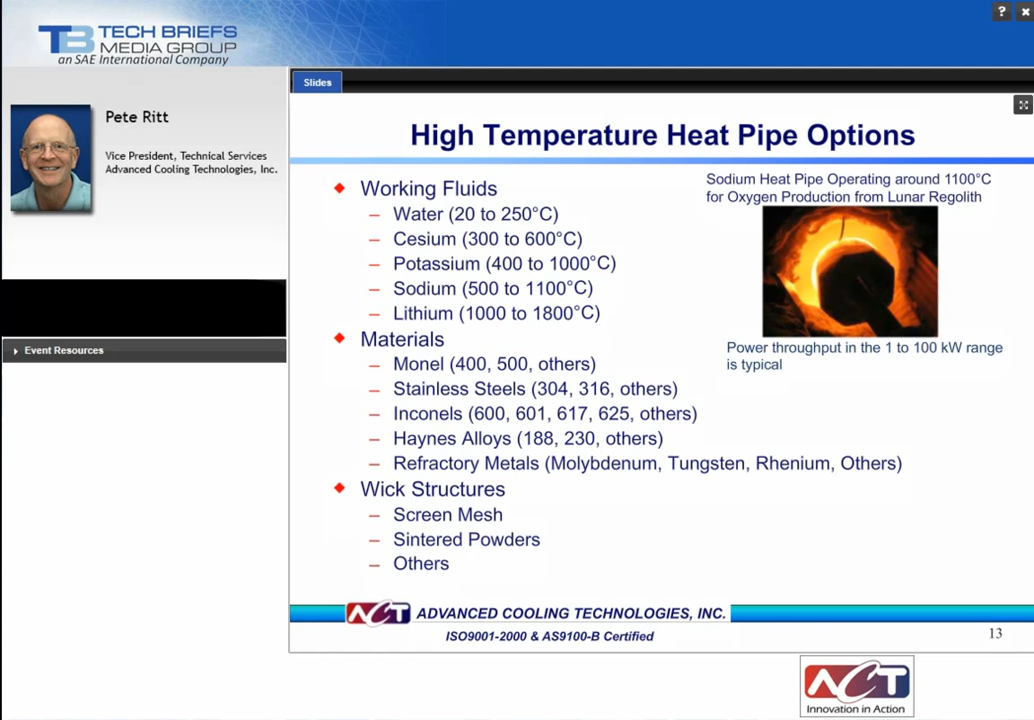 TB TECH BRIEFS
MEDIA GROUP
an SAE International Company
? ×
Slides
Pete Ritt
Vice President, Technical Services
Advanced Cooling Technologies, Inc.
Event Resources
High Temperature Heat Pipe Options
◆ Working Fluids
– Water (20 to 250°C)
– Cesium (300 to 600°C)
– Potassium (400 to 1000°C)
– Sodium (500 to 1100°C)
– Lithium (1000 to 1800°C)
◆ Materials
– Monel (400, 500, others)
– Stainless Steels (304, 316, others)
– Inconels (600, 601, 617, 625, others)
– Haynes Alloys (188, 230, others)
– Refractory Metals (Molybdenum, Tungsten, Rhenium, Others)
◆ Wick Structures
– Screen Mesh
– Sintered Powders
– Others
Sodium Heat Pipe Operating around 1100°C
for Oxygen Production from Lunar Regolith
Power throughput in the 1 to 100 kW range
is typical
ACT ADVANCED COOLING TECHNOLOGIES, INC.
ISO9001-2000 & AS9100-B Certified
13
ACT
Innovation in Action